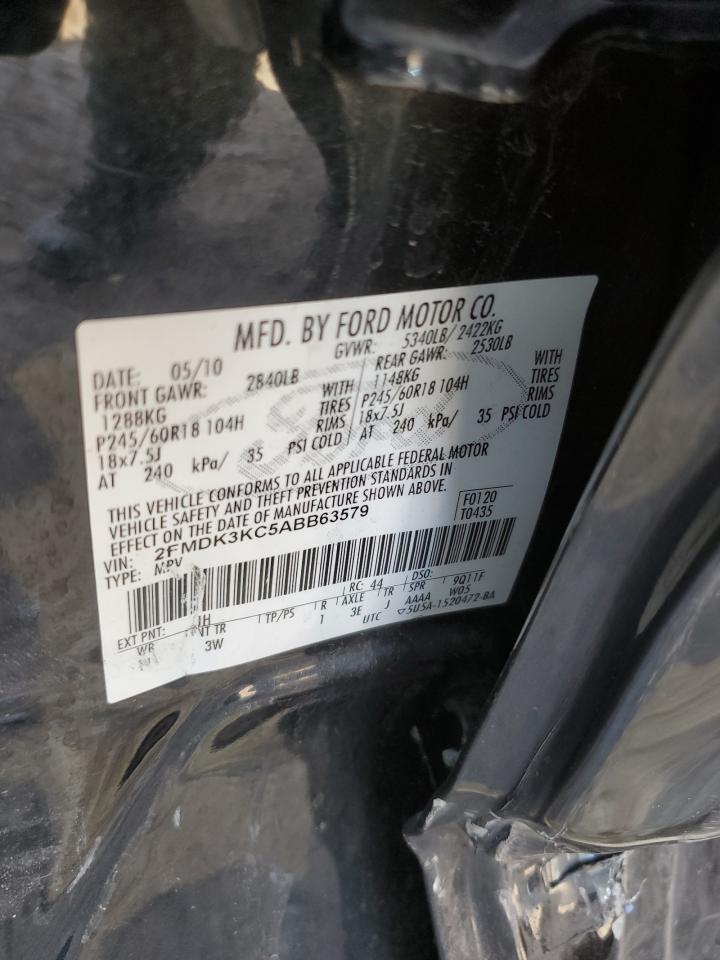 MFD. BY FORD MOTOR CO.
DATE: 05/10 GVWR: 5340LB/ 2422KG
FRONT GAWR: 2840LB REAR GAWR: 2530LB
1288KG WITH 1148KG WITH
P245/60R18 104H TIRES P245/60R18 104H TIRES
18x7.5J RIMS 18x7.5J RIMS
AT 240 kPa/ 35 PSI COLD AT 240 kPa/ 35 PSI COLD
THIS VEHICLE CONFORMS TO ALL APPLICABLE FEDERAL MOTOR
VEHICLE SAFETY AND THEFT PREVENTION STANDARDS IN
EFFECT ON THE DATE OF MANUFACTURE SHOWN ABOVE.
VIN: 2FMDK3KC5ABB63579 F0120
TYPE: MPV T0435
EXT PNT: UH RC: 44 DSO:
WB INT TR TP/PS R AXLE TR SPR 9Q11F
3W 1 3E J AAAA W05
UTC ▽5U5A-1520472-BA